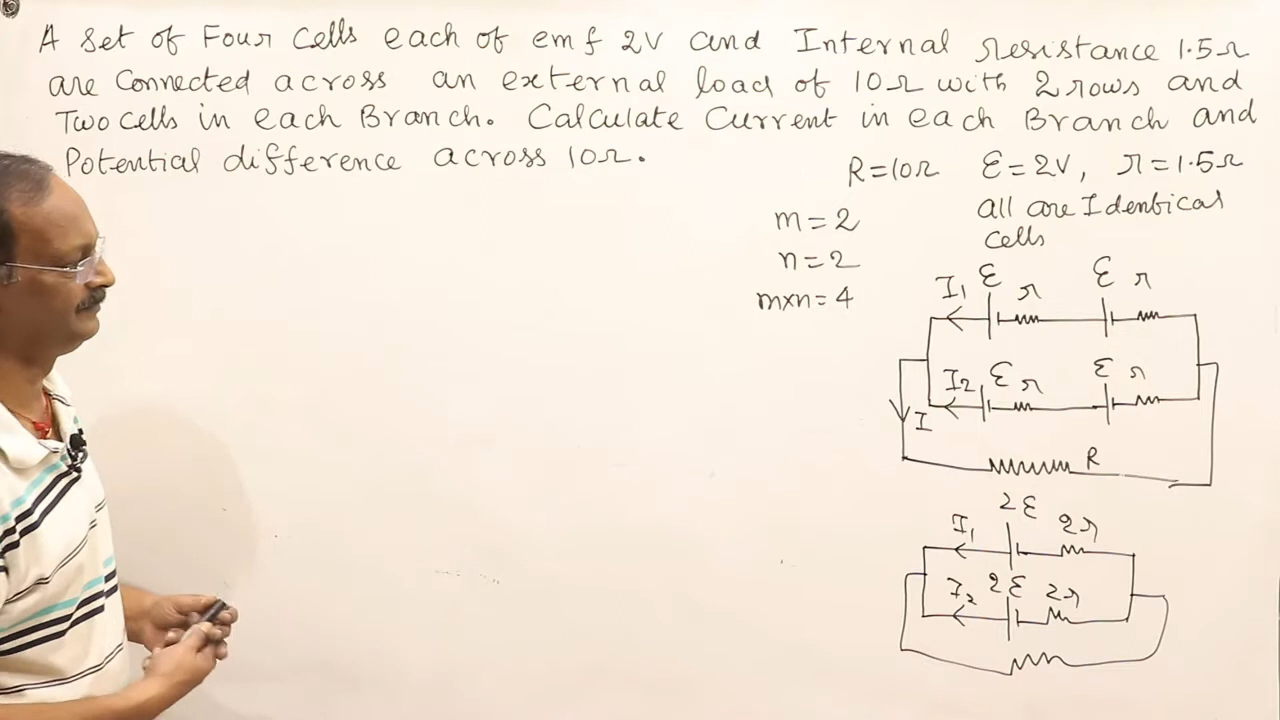 A set of Four cells each of emf 2V and Internal resistance 1.5Ω
are Connected across an external load of 10Ω with 2 rows and
Two cells in each Branch. Calculate Current in each Branch and
Potential difference across 10Ω.
R=10Ω ε=2V, r=1.5Ω
all are Identical
cells
m=2
n=2
m×n=4
ε ε r
I₁ r
ε
I₂ ε r r
I
R
2ε
I₁ 2r
I₂ 2ε 2r